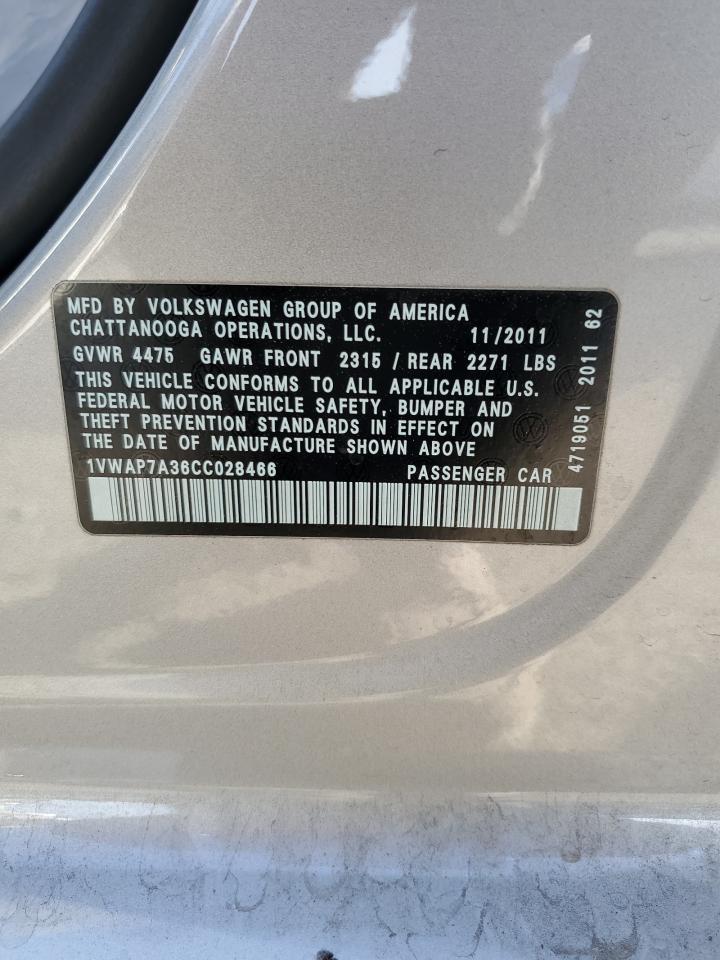 MFD BY VOLKSWAGEN GROUP OF AMERICA
CHATTANOOGA OPERATIONS, LLC. 11/2011
GVWR 4475 GAWR FRONT 2315 / REAR 2271 LBS
THIS VEHICLE CONFORMS TO ALL APPLICABLE U.S.
FEDERAL MOTOR VEHICLE SAFETY, BUMPER AND
THEFT PREVENTION STANDARDS IN EFFECT ON
THE DATE OF MANUFACTURE SHOWN ABOVE
1VWAP7A36CC028466 PASSENGER CAR
4719051 2011 62